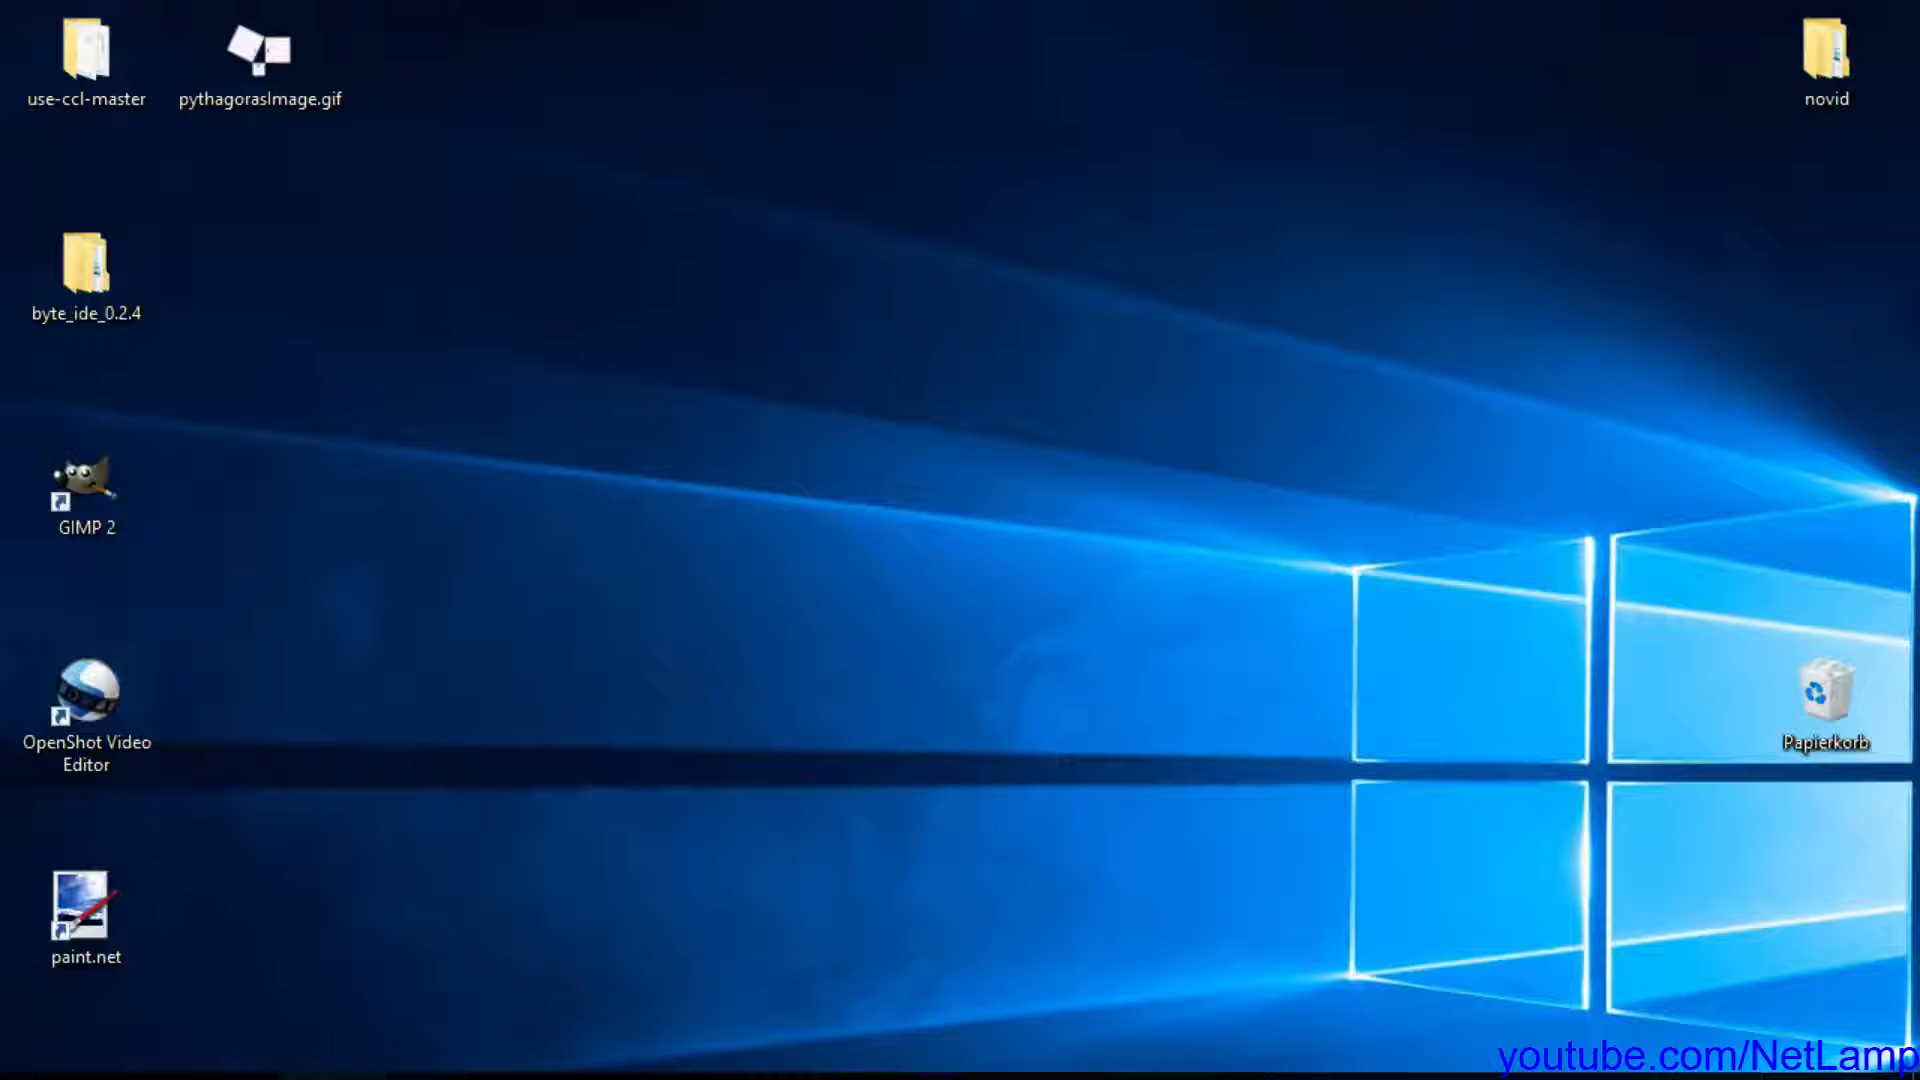 use-ccl-master
pythagorasImage.gif
novid
byte_ide_0.2.4
GIMP 2
OpenShot Video
Editor
Papierkorb
paint.net
youtube.com/NetLamp